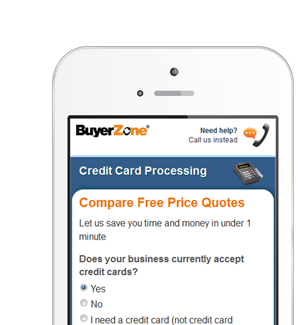 BuyerZone®
Need help?
Call us instead
Credit Card Processing
Compare Free Price Quotes
Let us save you time and money in under 1
minute
Does your business currently accept
credit cards?
Yes
No
I need a credit card (not credit card